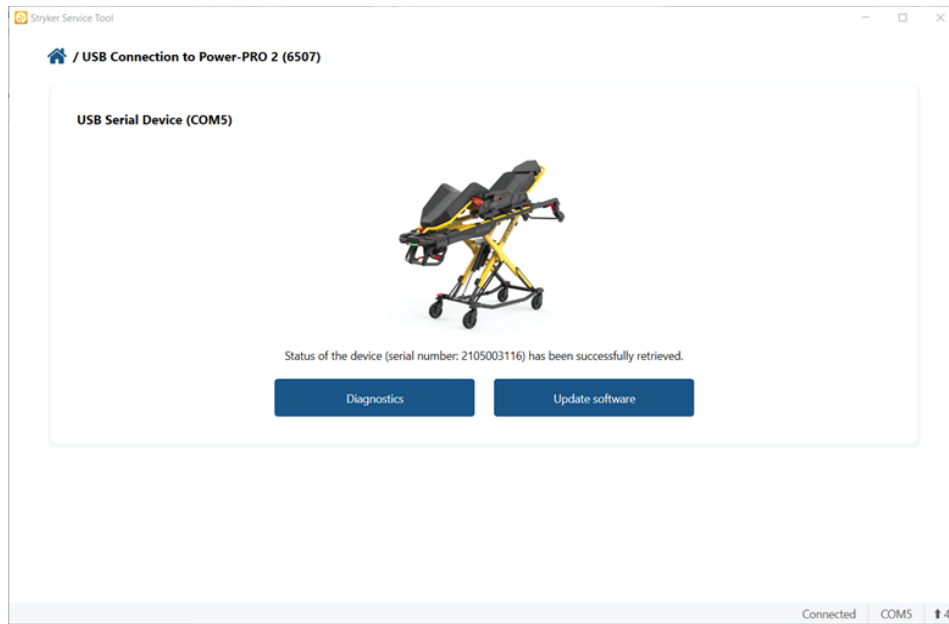 Stryker Service Tool
/ USB Connection to Power-PRO 2 (6507)
USB Serial Device (COM5)
Status of the device (serial number: 2105003116) has been successfully retrieved.
Diagnostics
Update software
Connected
COM5
⬆ 4